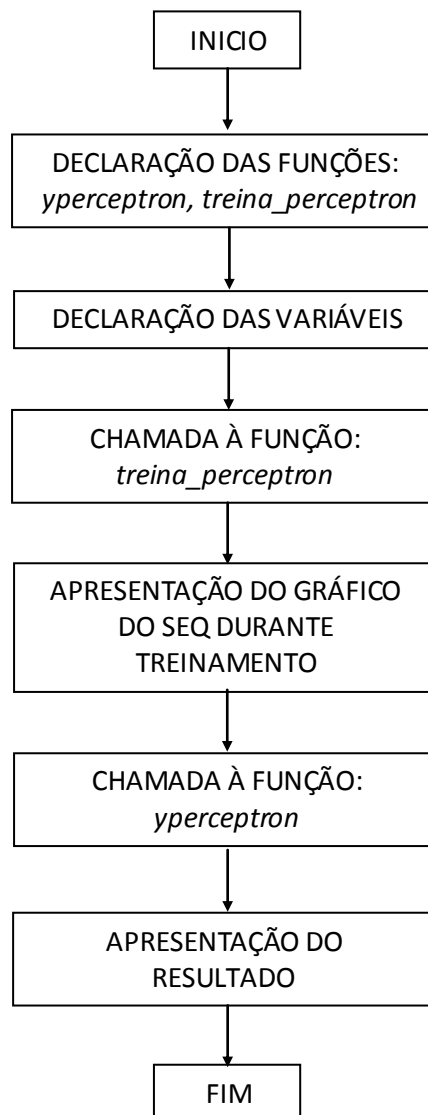 INICIO
DECLARAÇÃO DAS FUNÇÕES:
yperceptron, treina_perceptron
DECLARAÇÃO DAS VARIÁVEIS
CHAMADA À FUNÇÃO:
treina_perceptron
APRESENTAÇÃO DO GRÁFICO
DO SEQ DURANTE
TREINAMENTO
CHAMADA À FUNÇÃO:
yperceptron
APRESENTAÇÃO DO
RESULTADO
FIM